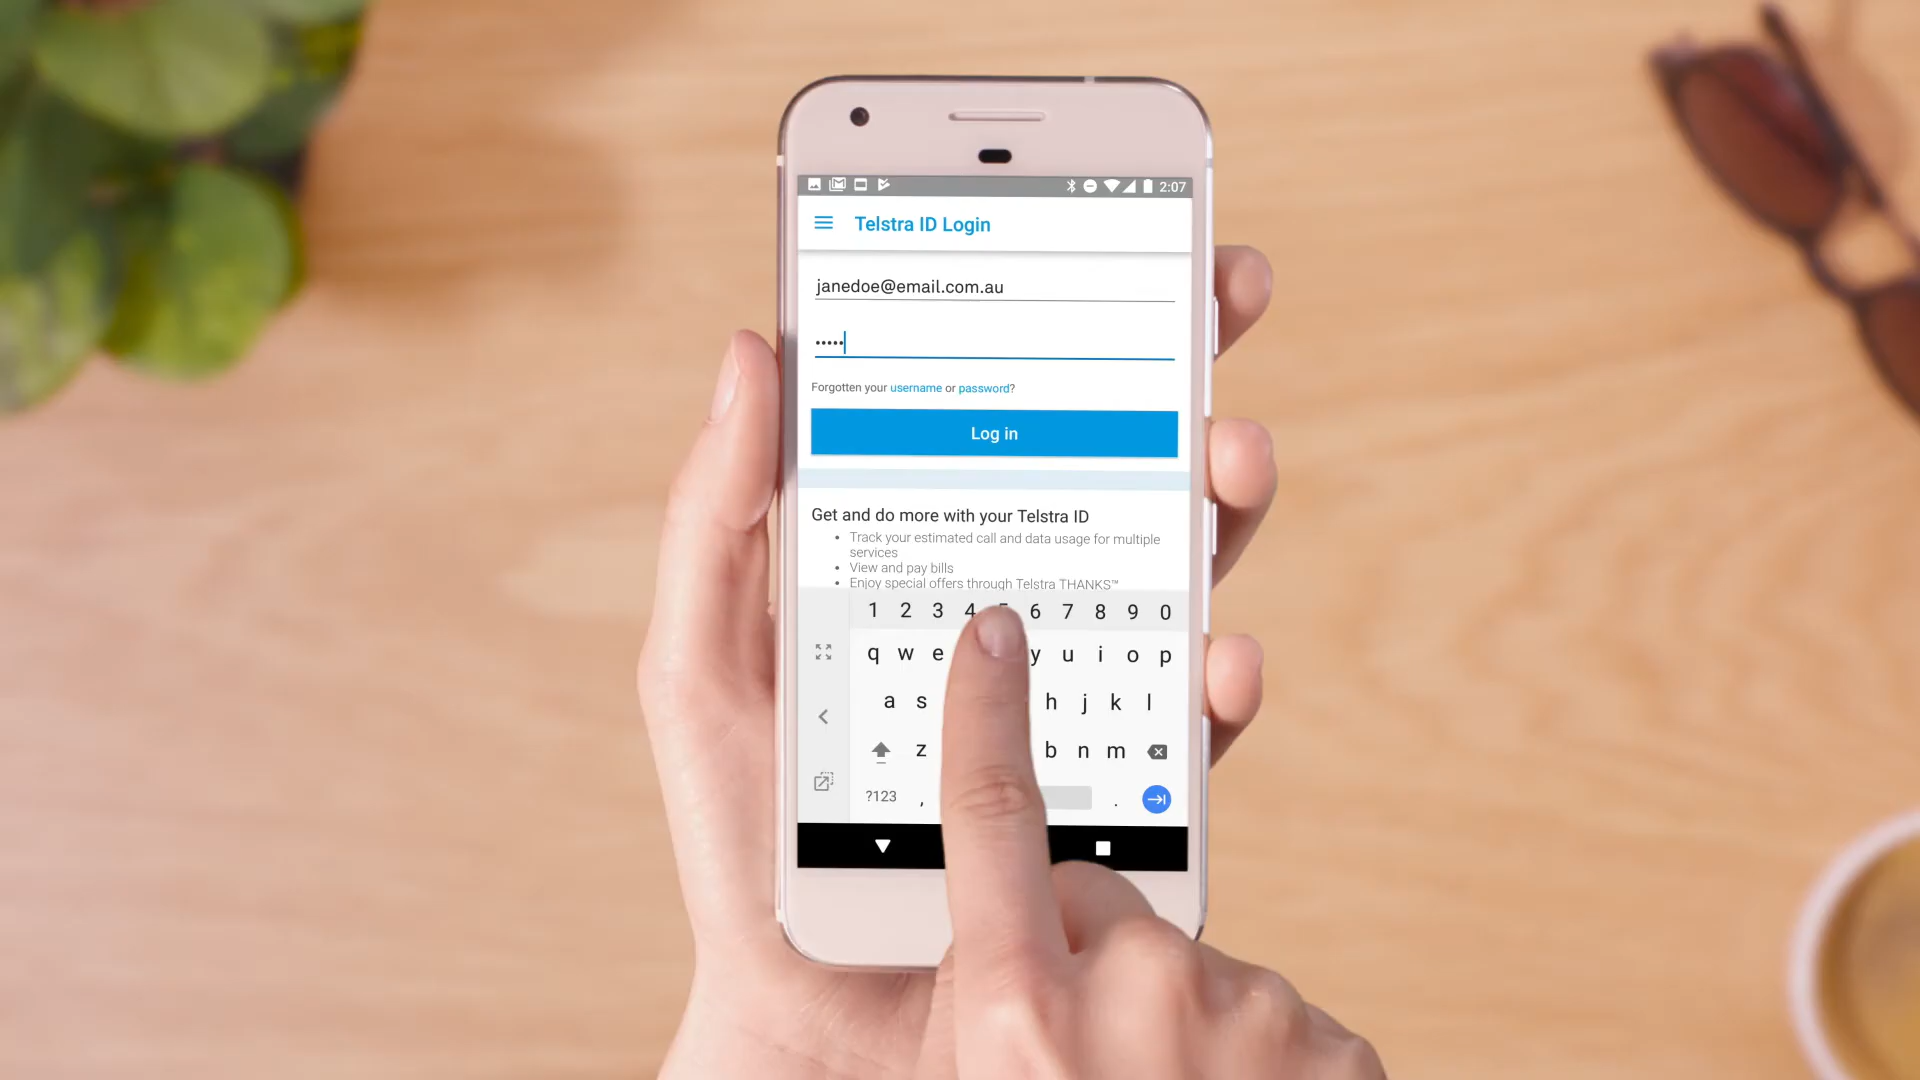 2:07
Telstra ID Login
janedoe@email.com.au
•••••
Forgotten your username or password?
Log in
Get and do more with your Telstra ID
• Track your estimated call and data usage for multiple
services
• View and pay bills
• Enjoy special offers through Telstra THANKS™
1 2 3 4 5 6 7 8 9 0
q w e y u i o p
a s h j k l
z b n m
?123 , .